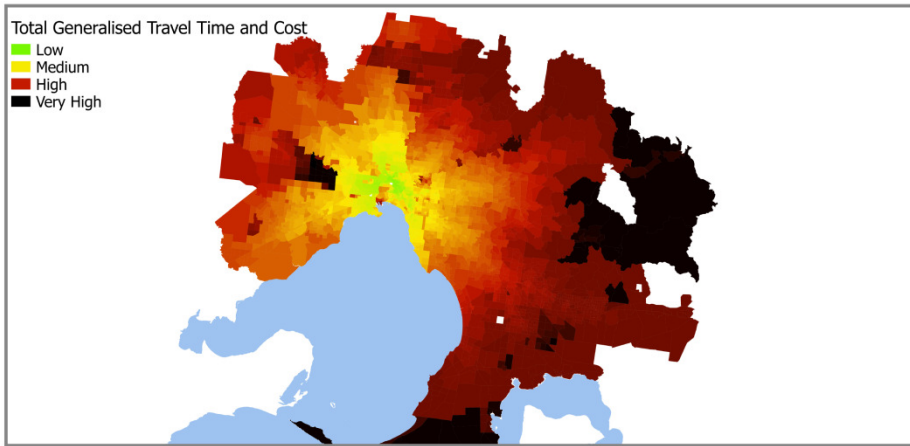 Total Generalised Travel Time and Cost
Low
Medium
High
Very High